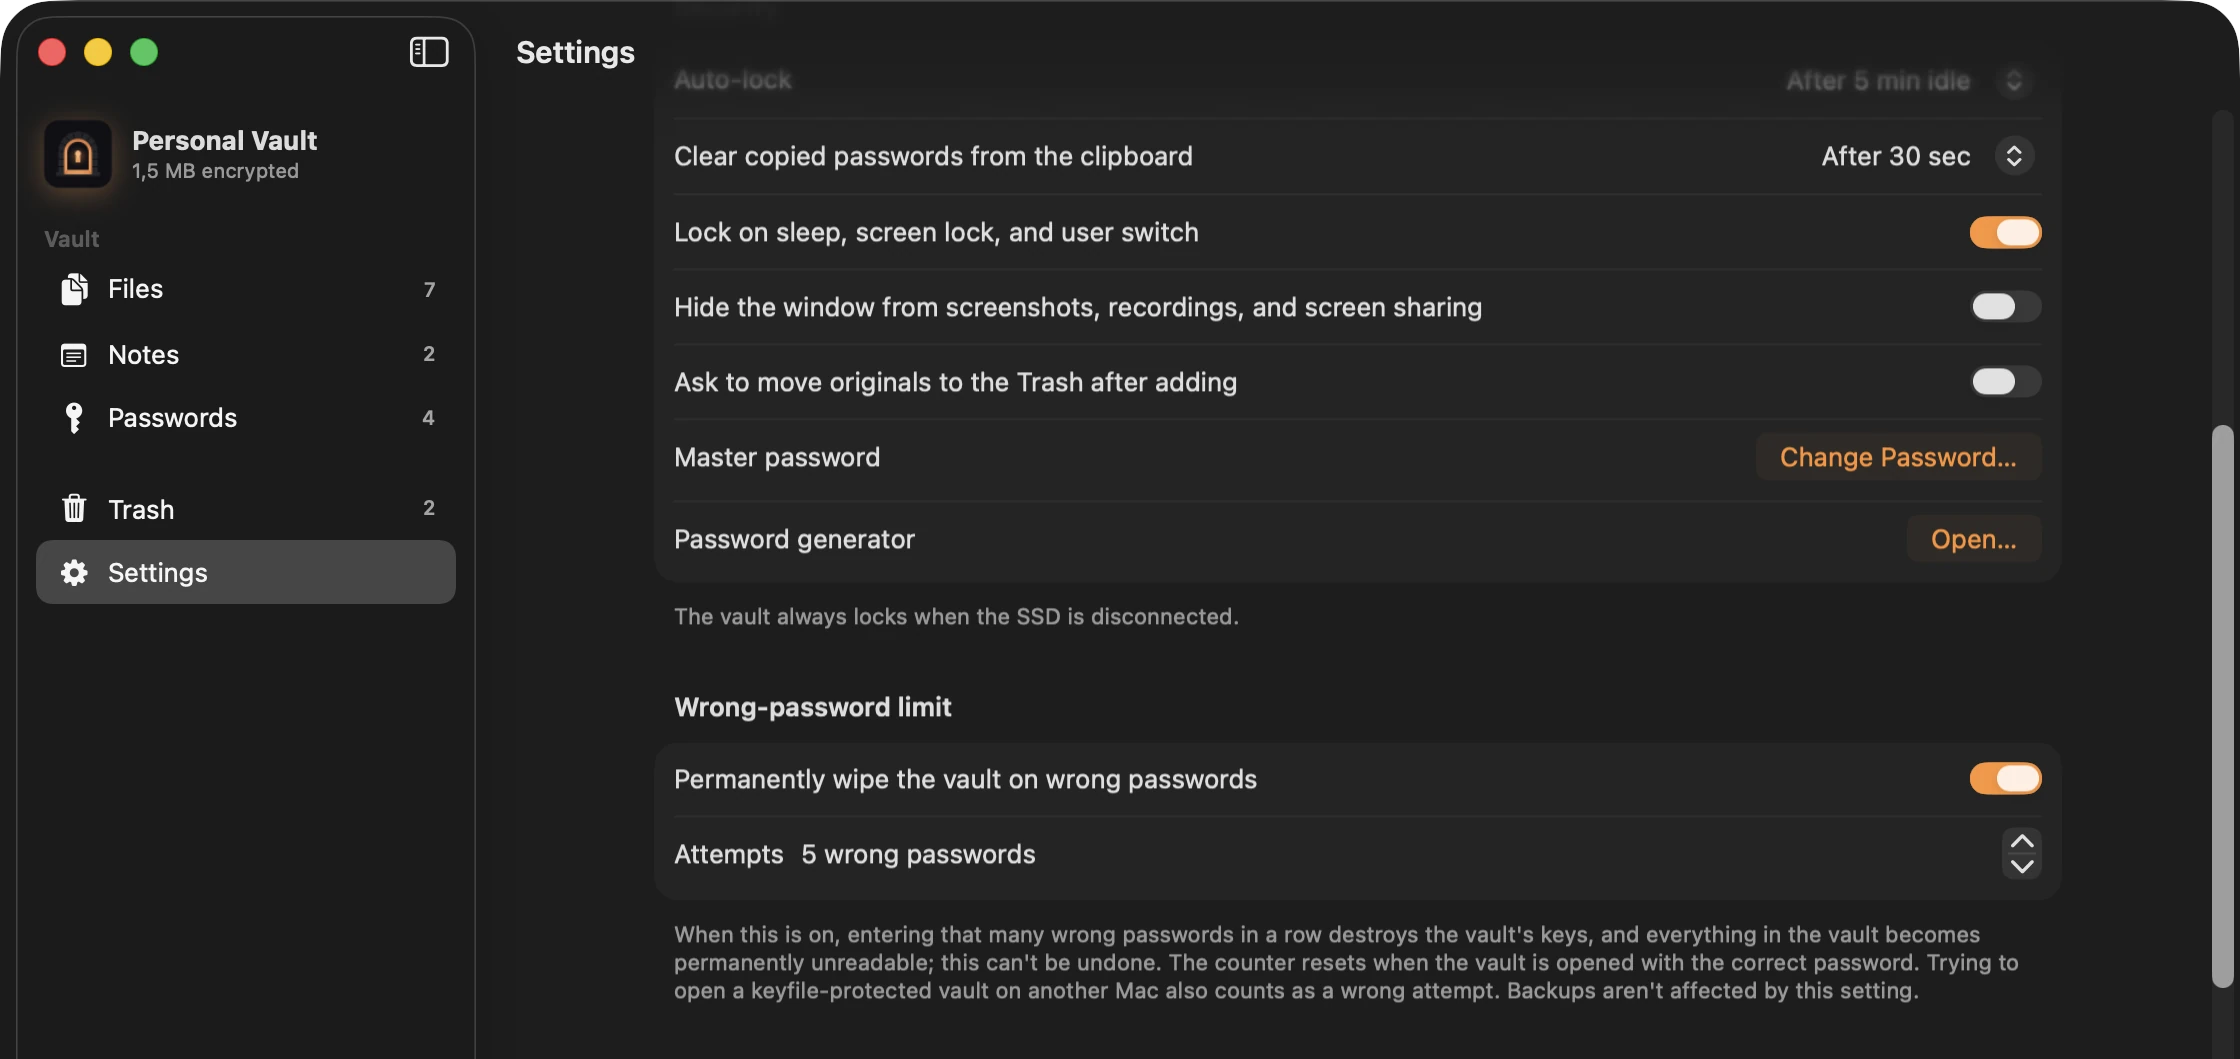 Settings
Personal Vault
1,5 MB encrypted
Vault
Files 7
Notes 2
Passwords 4
Trash 2
Settings
Auto-lock After 5 min idle
Clear copied passwords from the clipboard After 30 sec
Lock on sleep, screen lock, and user switch
Hide the window from screenshots, recordings, and screen sharing
Ask to move originals to the Trash after adding
Master password Change Password...
Password generator Open...
The vault always locks when the SSD is disconnected.
Wrong-password limit
Permanently wipe the vault on wrong passwords
Attempts 5 wrong passwords
When this is on, entering that many wrong passwords in a row destroys the vault's keys, and everything in the vault becomes
permanently unreadable; this can't be undone. The counter resets when the vault is opened with the correct password. Trying to
open a keyfile-protected vault on another Mac also counts as a wrong attempt. Backups aren't affected by this setting.